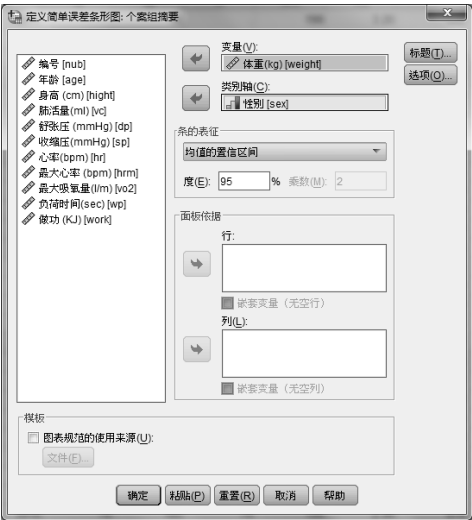 定义简单误差条形图: 个案组摘要
编号 [nub]
年龄 [age]
身高 (cm) [hight]
肺活量(ml) [vc]
舒张压 (mmHg) [dp]
收缩压(mmHg) [sp]
心率(bpm) [hr]
最大心率 (bpm) [hrm]
最大吸氧量(l/m) [vo2]
负荷时间(sec) [wp]
做功 (KJ) [work]
变量(V):
体重(kg) [weight]
类别轴(C):
性别 [sex]
标题(T)...
选项(O)...
条的表征
均值的置信区间
度(E): 95 % 乘数(M): 2
面板依据
行:
嵌套变量（无空行）
列(L):
嵌套变量（无空列）
模板
图表规范的使用来源(U):
文件(F)...
确定 粘贴(P) 重置(R) 取消 帮助